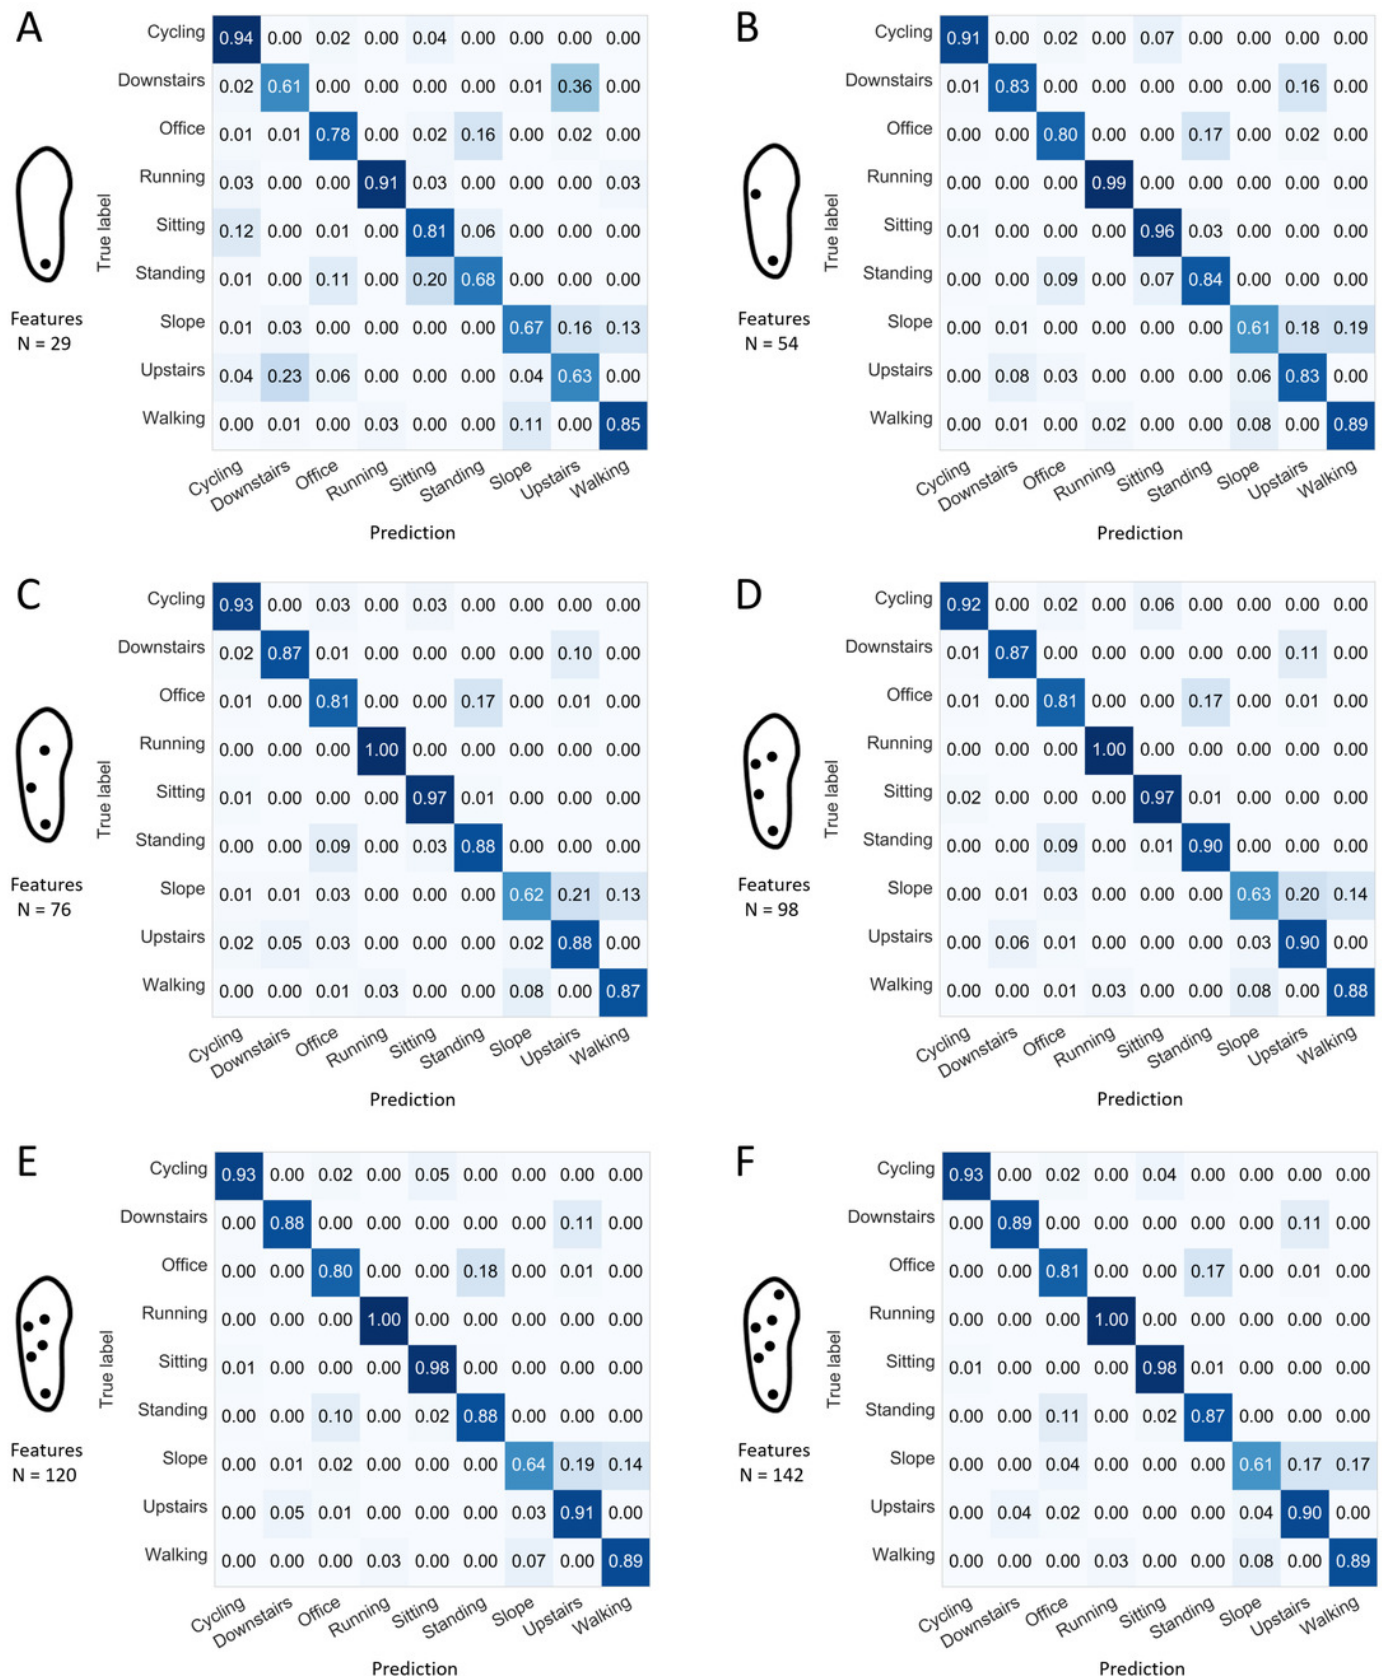 A
Cycling 0.94 0.00 0.02 0.00 0.04 0.00 0.00 0.00 0.00
Downstairs 0.02 0.61 0.00 0.00 0.00 0.00 0.01 0.36 0.00
Office 0.01 0.01 0.78 0.00 0.02 0.16 0.00 0.02 0.00
Running 0.03 0.00 0.00 0.91 0.03 0.00 0.00 0.00 0.03
Sitting 0.12 0.00 0.01 0.00 0.81 0.06 0.00 0.00 0.00
Standing 0.01 0.00 0.11 0.00 0.20 0.68 0.00 0.00 0.00
Slope 0.01 0.03 0.00 0.00 0.00 0.00 0.67 0.16 0.13
Upstairs 0.04 0.23 0.06 0.00 0.00 0.00 0.04 0.63 0.00
Walking 0.00 0.01 0.00 0.03 0.00 0.00 0.11 0.00 0.85
True label
Features
N = 29
Cycling Downstairs Office Running Sitting Standing Slope Upstairs Walking
Prediction
B
Cycling 0.91 0.00 0.02 0.00 0.07 0.00 0.00 0.00 0.00
Downstairs 0.01 0.83 0.00 0.00 0.00 0.00 0.00 0.16 0.00
Office 0.00 0.00 0.80 0.00 0.00 0.17 0.00 0.02 0.00
Running 0.00 0.00 0.00 0.99 0.00 0.00 0.00 0.00 0.00
Sitting 0.01 0.00 0.00 0.00 0.96 0.03 0.00 0.00 0.00
Standing 0.00 0.00 0.09 0.00 0.07 0.84 0.00 0.00 0.00
Slope 0.00 0.01 0.00 0.00 0.00 0.00 0.61 0.18 0.19
Upstairs 0.00 0.08 0.03 0.00 0.00 0.00 0.06 0.83 0.00
Walking 0.00 0.01 0.00 0.02 0.00 0.00 0.08 0.00 0.89
True label
Features
N = 54
Cycling Downstairs Office Running Sitting Standing Slope Upstairs Walking
Prediction
C
Cycling 0.93 0.00 0.03 0.00 0.03 0.00 0.00 0.00 0.00
Downstairs 0.02 0.87 0.01 0.00 0.00 0.00 0.00 0.10 0.00
Office 0.01 0.00 0.81 0.00 0.00 0.17 0.00 0.01 0.00
Running 0.00 0.00 0.00 1.00 0.00 0.00 0.00 0.00 0.00
Sitting 0.01 0.00 0.00 0.00 0.97 0.01 0.00 0.00 0.00
Standing 0.00 0.00 0.09 0.00 0.03 0.88 0.00 0.00 0.00
Slope 0.01 0.01 0.03 0.00 0.00 0.00 0.62 0.21 0.13
Upstairs 0.02 0.05 0.03 0.00 0.00 0.00 0.02 0.88 0.00
Walking 0.00 0.00 0.01 0.03 0.00 0.00 0.08 0.00 0.87
True label
Features
N = 76
Cycling Downstairs Office Running Sitting Standing Slope Upstairs Walking
Prediction
D
Cycling 0.92 0.00 0.02 0.00 0.06 0.00 0.00 0.00 0.00
Downstairs 0.01 0.87 0.00 0.00 0.00 0.00 0.00 0.11 0.00
Office 0.01 0.00 0.81 0.00 0.00 0.17 0.00 0.01 0.00
Running 0.00 0.00 0.00 1.00 0.00 0.00 0.00 0.00 0.00
Sitting 0.02 0.00 0.00 0.00 0.97 0.01 0.00 0.00 0.00
Standing 0.00 0.00 0.09 0.00 0.01 0.90 0.00 0.00 0.00
Slope 0.00 0.01 0.03 0.00 0.00 0.00 0.63 0.20 0.14
Upstairs 0.00 0.06 0.01 0.00 0.00 0.00 0.03 0.90 0.00
Walking 0.00 0.00 0.01 0.03 0.00 0.00 0.08 0.00 0.88
True label
Features
N = 98
Cycling Downstairs Office Running Sitting Standing Slope Upstairs Walking
Prediction
E
Cycling 0.93 0.00 0.02 0.00 0.05 0.00 0.00 0.00 0.00
Downstairs 0.00 0.88 0.00 0.00 0.00 0.00 0.00 0.11 0.00
Office 0.00 0.00 0.80 0.00 0.00 0.18 0.00 0.01 0.00
Running 0.00 0.00 0.00 1.00 0.00 0.00 0.00 0.00 0.00
Sitting 0.01 0.00 0.00 0.00 0.98 0.00 0.00 0.00 0.00
Standing 0.00 0.00 0.10 0.00 0.02 0.88 0.00 0.00 0.00
Slope 0.00 0.01 0.02 0.00 0.00 0.00 0.64 0.19 0.14
Upstairs 0.00 0.05 0.01 0.00 0.00 0.00 0.03 0.91 0.00
Walking 0.00 0.00 0.00 0.03 0.00 0.00 0.07 0.00 0.89
True label
Features
N = 120
Cycling Downstairs Office Running Sitting Standing Slope Upstairs Walking
Prediction
F
Cycling 0.93 0.00 0.02 0.00 0.04 0.00 0.00 0.00 0.00
Downstairs 0.00 0.89 0.00 0.00 0.00 0.00 0.00 0.11 0.00
Office 0.00 0.00 0.81 0.00 0.00 0.17 0.00 0.01 0.00
Running 0.00 0.00 0.00 1.00 0.00 0.00 0.00 0.00 0.00
Sitting 0.01 0.00 0.00 0.00 0.98 0.01 0.00 0.00 0.00
Standing 0.00 0.00 0.11 0.00 0.02 0.87 0.00 0.00 0.00
Slope 0.00 0.00 0.04 0.00 0.00 0.00 0.61 0.17 0.17
Upstairs 0.00 0.04 0.02 0.00 0.00 0.00 0.04 0.90 0.00
Walking 0.00 0.00 0.00 0.03 0.00 0.00 0.08 0.00 0.89
True label
Features
N = 142
Cycling Downstairs Office Running Sitting Standing Slope Upstairs Walking
Prediction